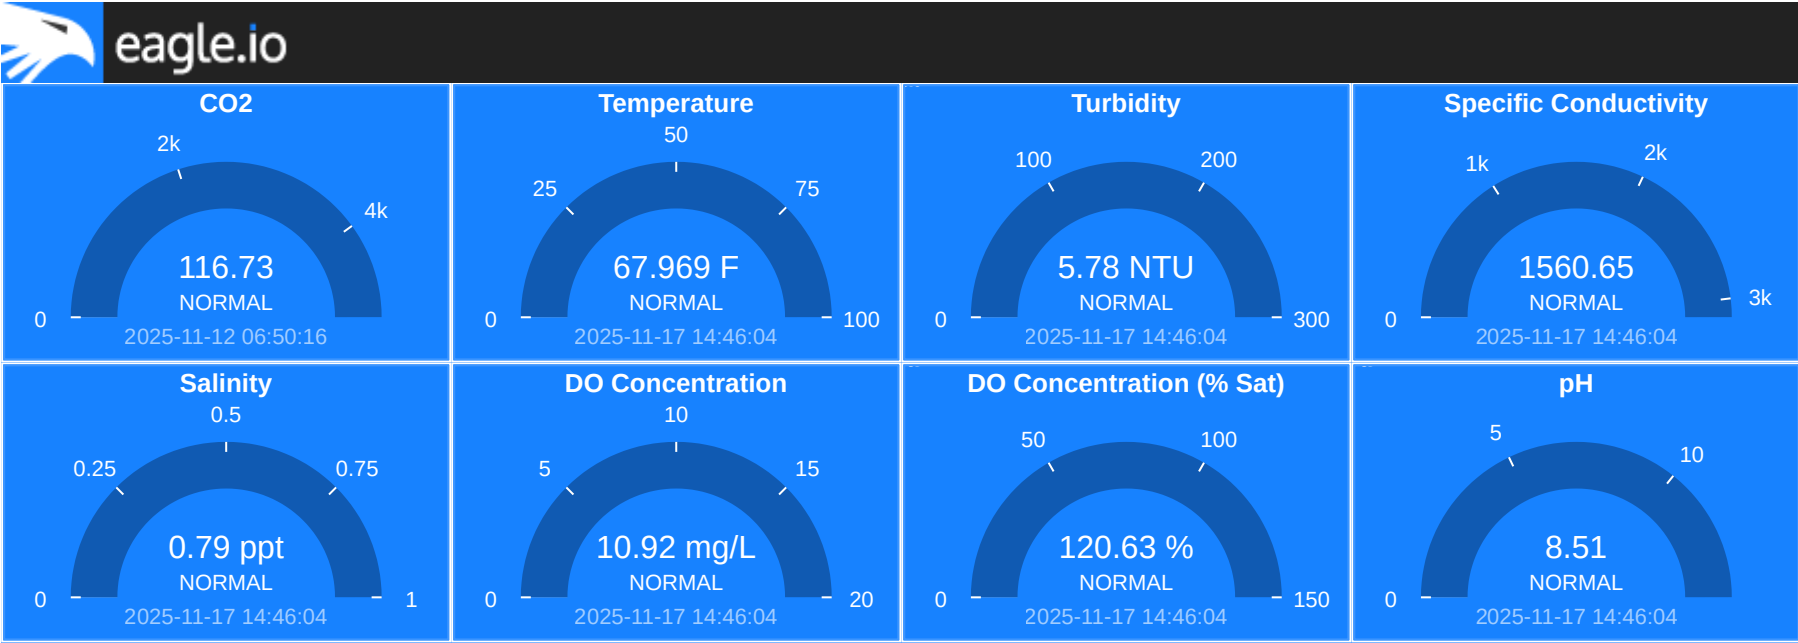 eagle.io
CO2
2k
4k
116.73
NORMAL
0
2025-11-12 06:50:16
Temperature
50
25
75
67.969 F
NORMAL
0
100
2025-11-17 14:46:04
Turbidity
100
200
5.78 NTU
NORMAL
0
300
2025-11-17 14:46:04
Specific Conductivity
2k
1k
1560.65
NORMAL
3k
0
2025-11-17 14:46:04
Salinity
0.5
0.25
0.75
0.79 ppt
NORMAL
0
1
2025-11-17 14:46:04
DO Concentration
10
5
15
10.92 mg/L
NORMAL
0
20
2025-11-17 14:46:04
DO Concentration (% Sat)
50
100
120.63 %
NORMAL
0
150
2025-11-17 14:46:04
pH
5
10
8.51
NORMAL
0
2025-11-17 14:46:04